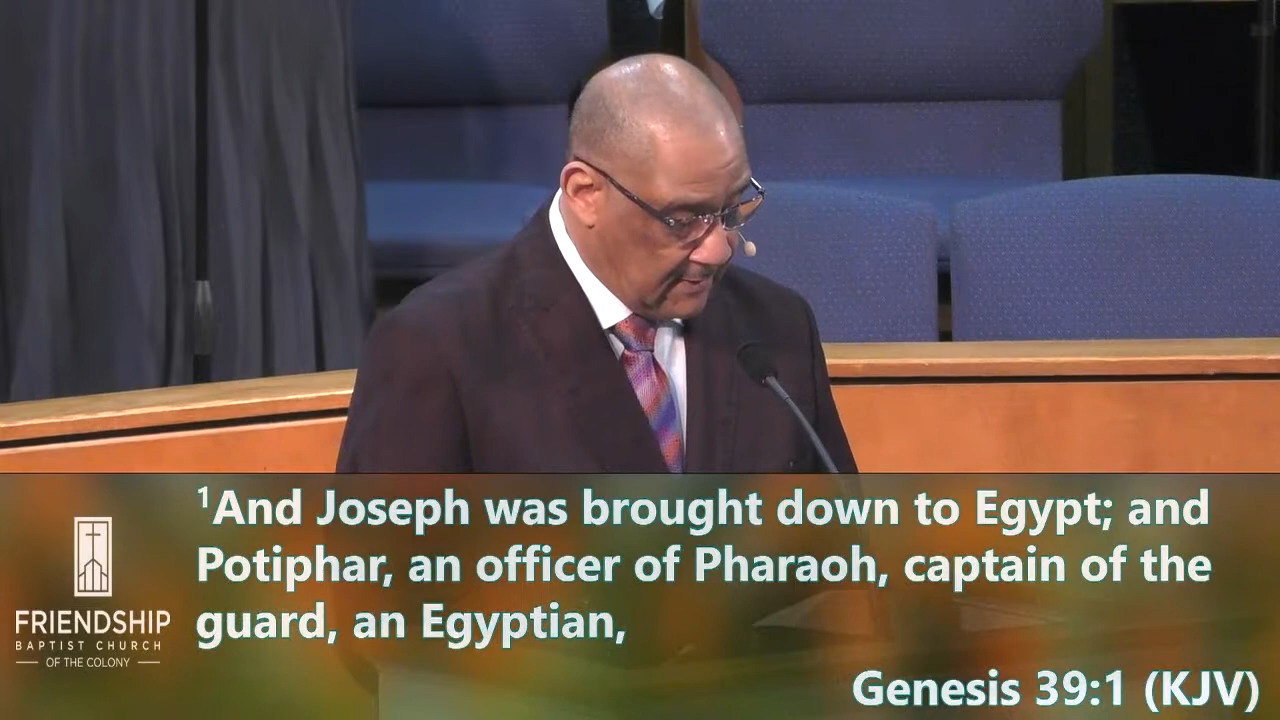 ¹And Joseph was brought down to Egypt; and
Potiphar, an officer of Pharaoh, captain of the
guard, an Egyptian,
Genesis 39:1 (KJV)
FRIENDSHIP
BAPTIST CHURCH
OF THE COLONY